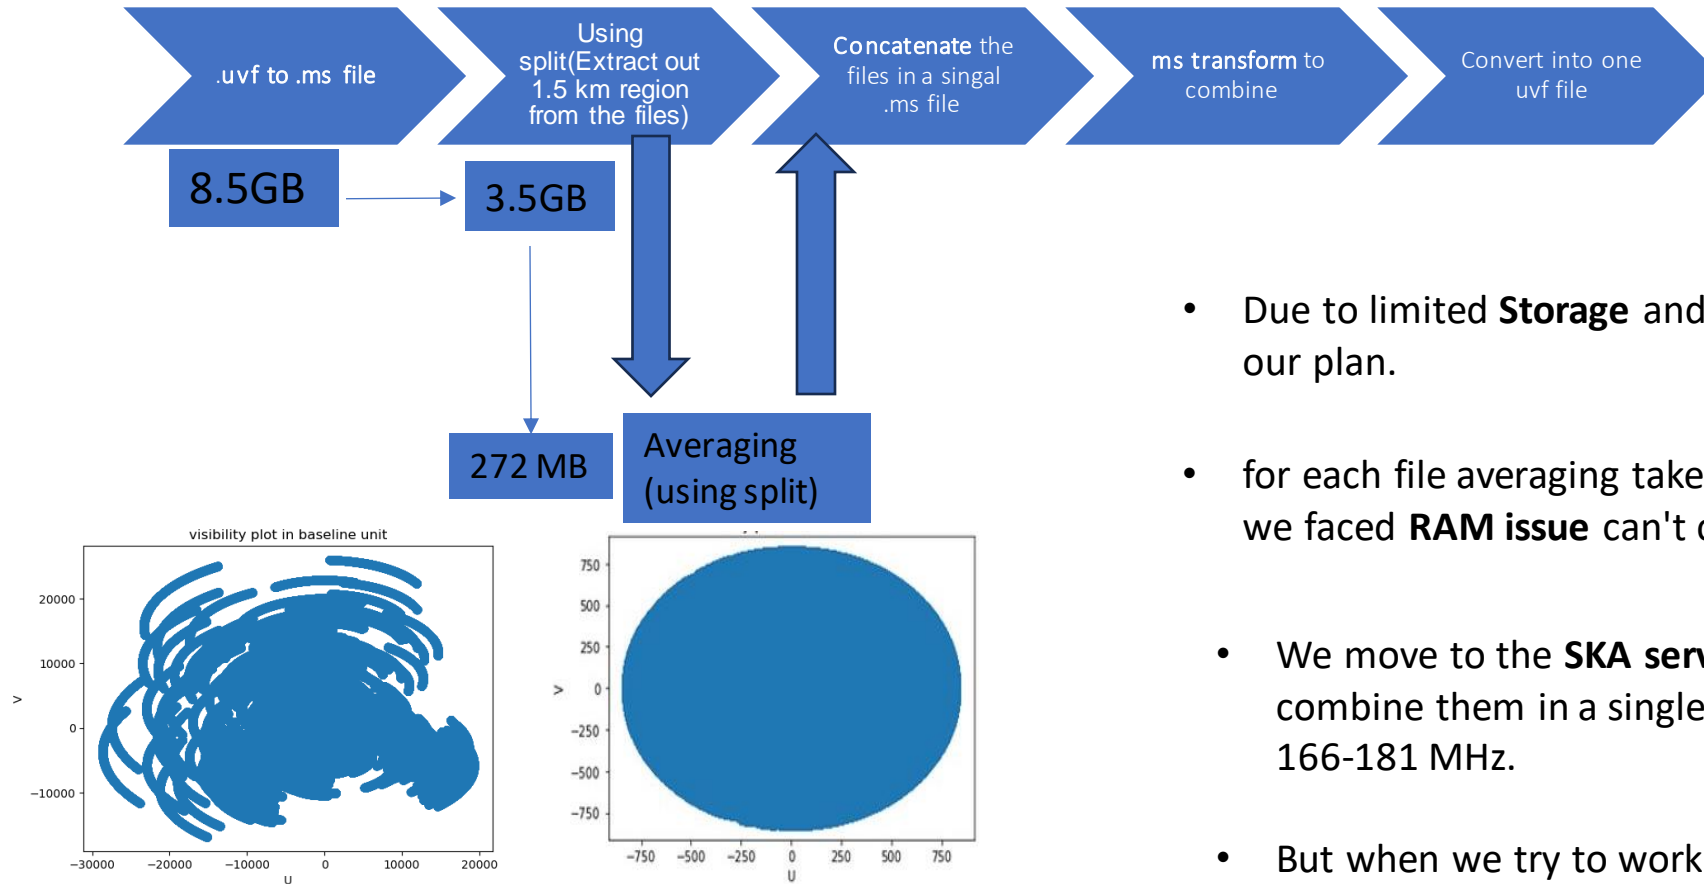 .uvf to .ms file
Using
split(Extract out
1.5 km region
from the files)
Concatenate the
files in a singal
.ms file
ms transform to
combine
Convert into one
uvf file
8.5GB
3.5GB
272 MB
Averaging
(using split)
• Due to limited Storage and
our plan.
• for each file averaging take
we faced RAM issue can't
• We move to the SKA
combine them in a single
166-181 MHz.
• But when we try to work
visibility plot in baseline unit
20000
10000
0
−10000
V
−30000 −20000 −10000 0 10000 20000
U
750
500
250
0
−250
−500
−750
V
−750 −500 −250 0 250 500 750
U